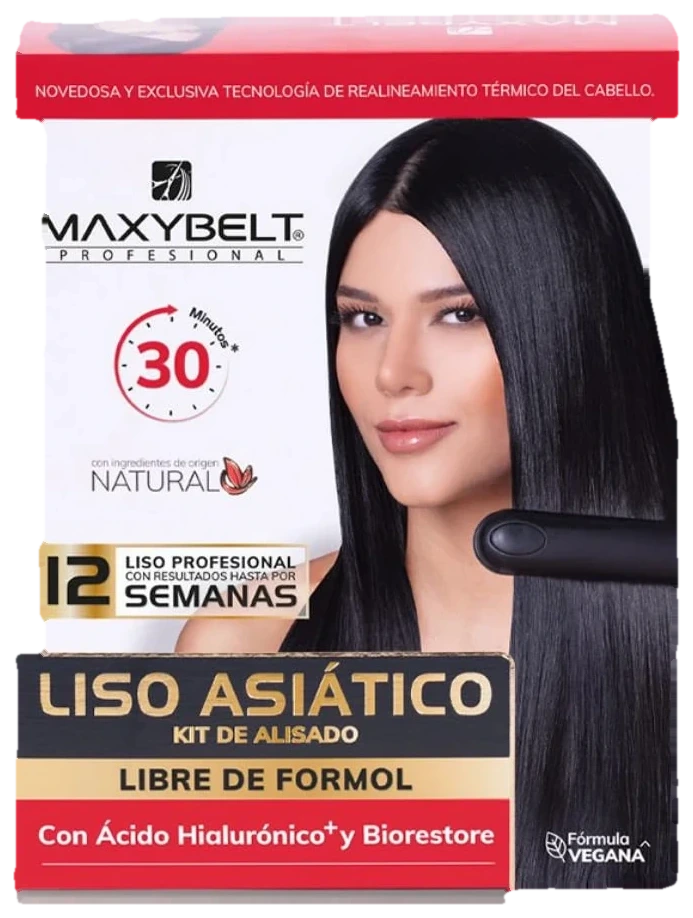 NOVEDOSA Y EXCLUSIVA TECNOLOGÍA DE REALINEAMIENTO TÉRMICO DEL CABELLO.
MAXYBELT®
PROFESIONAL
Minutos*
30
con ingredientes de origen
NATURAL
12
LISO PROFESIONAL
CON RESULTADOS HASTA POR
SEMANAS
LISO ASIÁTICO
KIT DE ALISADO
LIBRE DE FORMOL
Con Ácido Hialurónico⁺ y Biorestore
Fórmula
VEGANA^